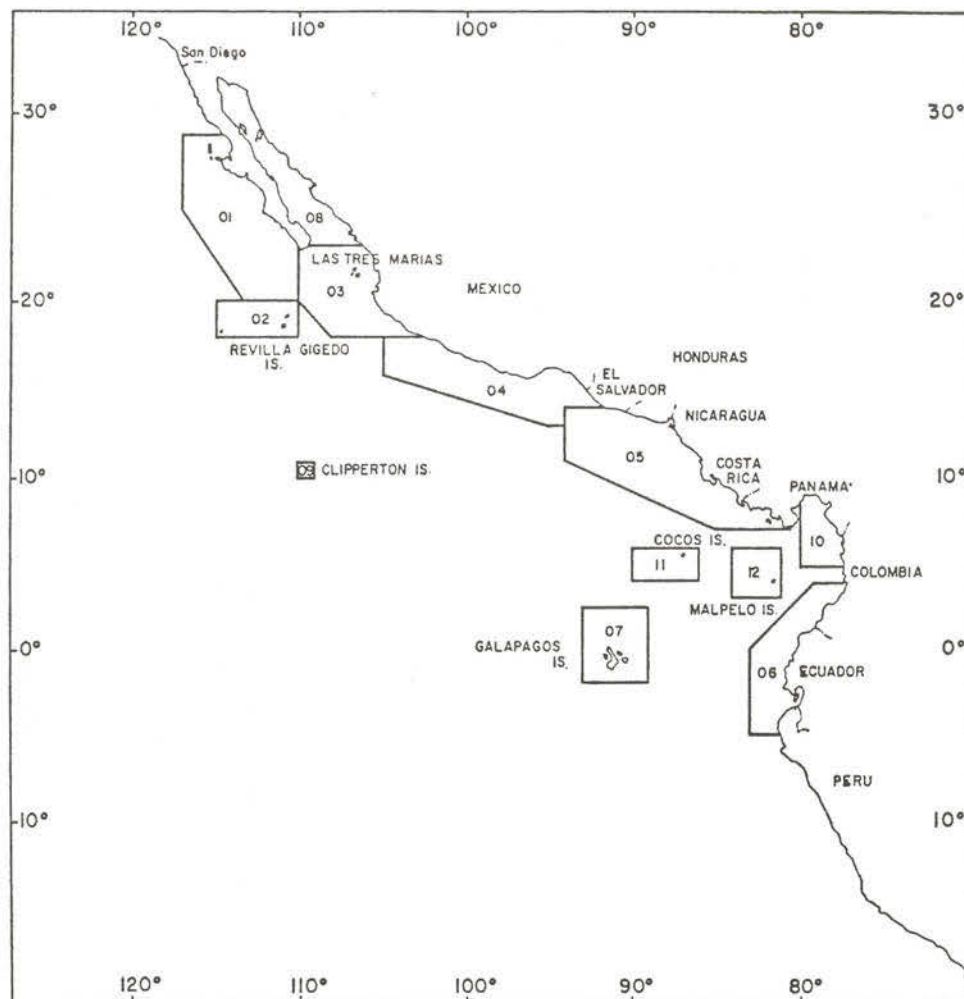 120° 110° 100° 90° 80°
San Diego
30° 30°
01
08
LAS TRES MARIAS
03
MEXICO
20° 20°
02
REVILLA GIGEDO
IS.
HONDURAS
EL
SALVADOR
04
NICARAGUA
05
COSTA
RICA
09 CLIPPERTON IS.
10° 10°
PANAMA
10
COCOS IS.
11
12
COLOMBIA
MALPELO IS.
07
GALAPAGOS
IS.
0° 0°
06
ECUADOR
PERU
10° 10°
120° 110° 100° 90° 80°